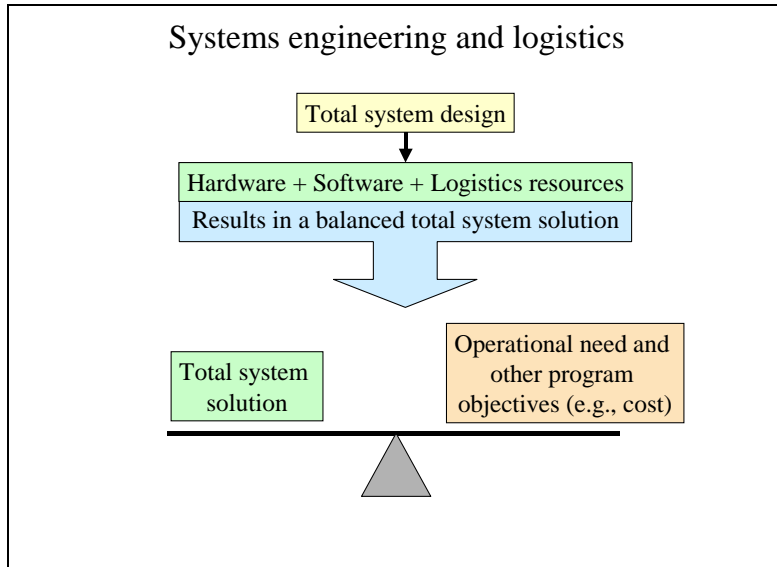 Systems engineering and logistics
Total system design
Hardware + Software + Logistics resources
Results in a balanced total system solution
Total system
solution
Operational need and
other program
objectives (e.g., cost)